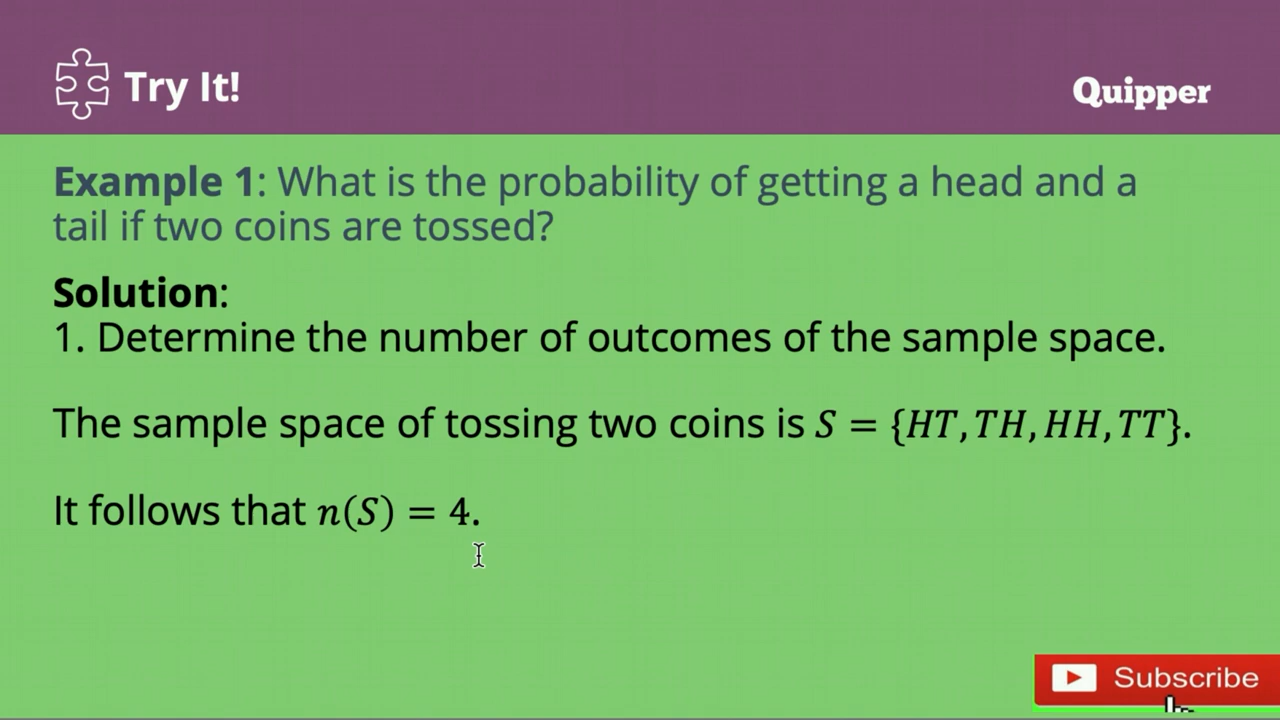 Try It!
Quipper
Example 1: What is the probability of getting a head and a
tail if two coins are tossed?
Solution:
1. Determine the number of outcomes of the sample space.
The sample space of tossing two coins is S = {HT, TH, HH, TT}.
It follows that n(S) = 4.
Subscribe